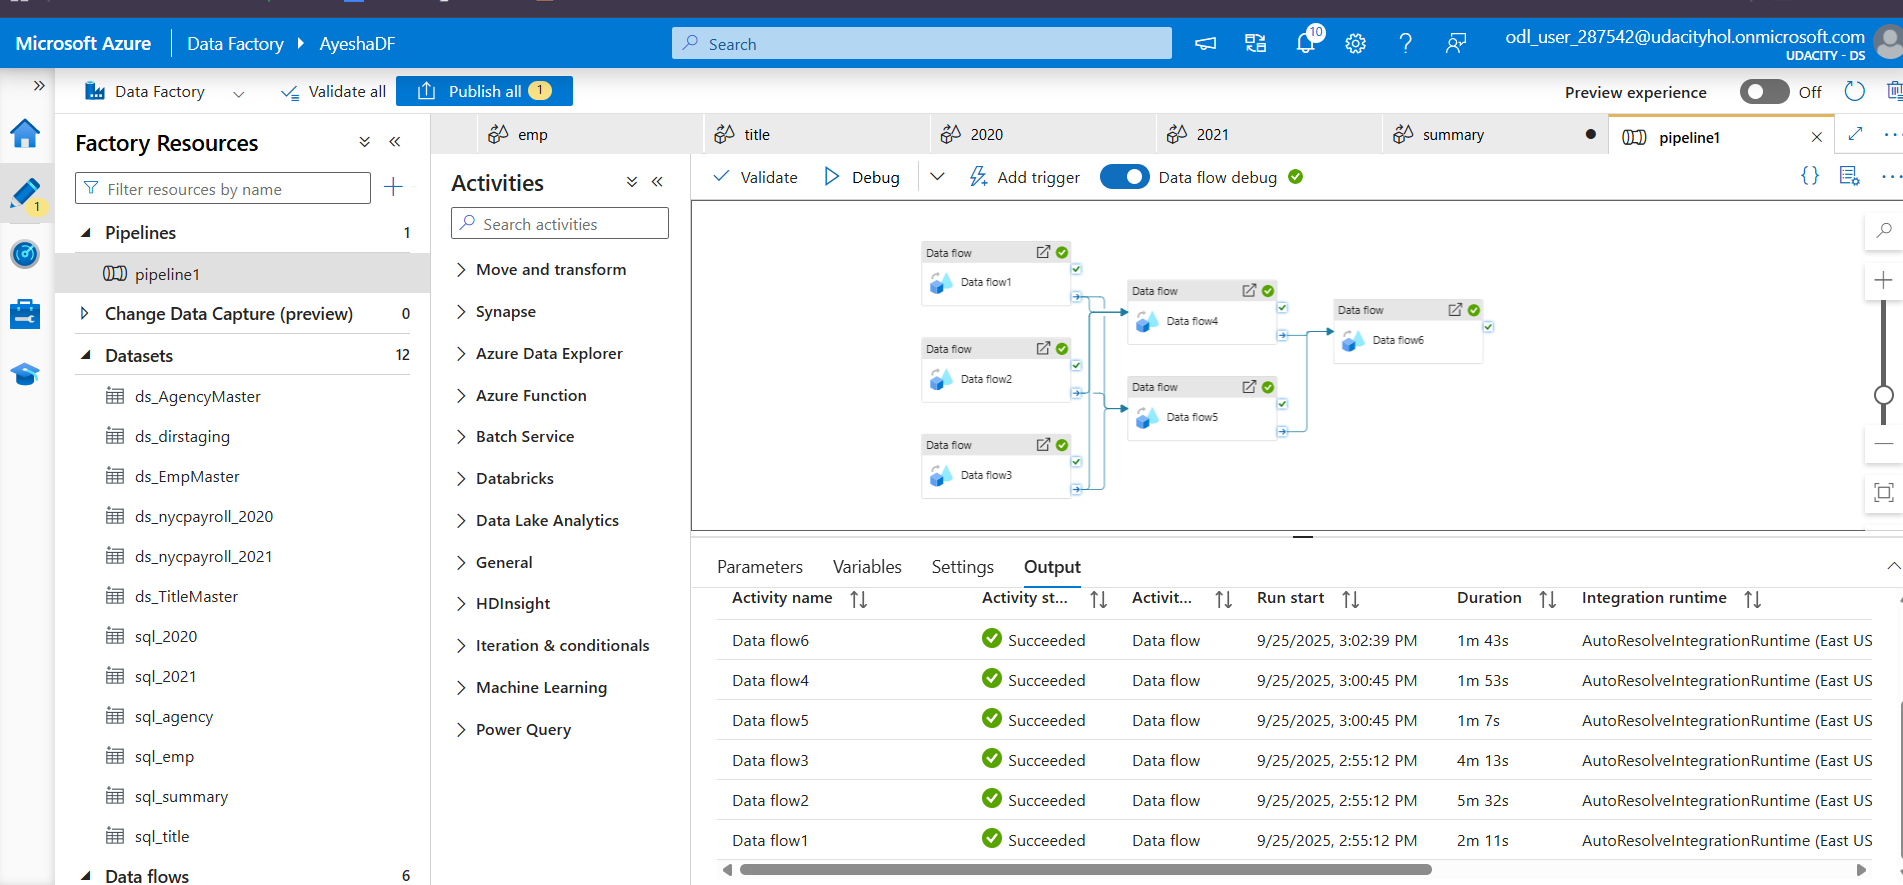 Microsoft Azure
Data Factory
AyeshaDF
Search
10
odl_user_287542@udacityhol.onmicrosoft.com
UDACITY - DS
Data Factory
Validate all
Publish all 1
Preview experience
Off
1
Factory Resources
Filter resources by name
Pipelines 1
pipeline1
Change Data Capture (preview) 0
Datasets 12
ds_AgencyMaster
ds_dirstaging
ds_EmpMaster
ds_nycpayroll_2020
ds_nycpayroll_2021
ds_TitleMaster
sql_2020
sql_2021
sql_agency
sql_emp
sql_summary
sql_title
Data flows 6
emp
title
2020
2021
summary
pipeline1
Activities
Search activities
Move and transform
Synapse
Azure Data Explorer
Azure Function
Batch Service
Databricks
Data Lake Analytics
General
HDInsight
Iteration & conditionals
Machine Learning
Power Query
Validate
Debug
Add trigger
Data flow debug
{}
Data flow
Data flow1
Data flow
Data flow2
Data flow
Data flow3
Data flow
Data flow4
Data flow
Data flow5
Data flow
Data flow6
Parameters Variables Settings Output
Activity name Activity st... Activit... Run start Duration Integration runtime
Data flow6 Succeeded Data flow 9/25/2025, 3:02:39 PM 1m 43s AutoResolveIntegrationRuntime (East US
Data flow4 Succeeded Data flow 9/25/2025, 3:00:45 PM 1m 53s AutoResolveIntegrationRuntime (East US
Data flow5 Succeeded Data flow 9/25/2025, 3:00:45 PM 1m 7s AutoResolveIntegrationRuntime (East US
Data flow3 Succeeded Data flow 9/25/2025, 2:55:12 PM 4m 13s AutoResolveIntegrationRuntime (East US
Data flow2 Succeeded Data flow 9/25/2025, 2:55:12 PM 5m 32s AutoResolveIntegrationRuntime (East US
Data flow1 Succeeded Data flow 9/25/2025, 2:55:12 PM 2m 11s AutoResolveIntegrationRuntime (East US